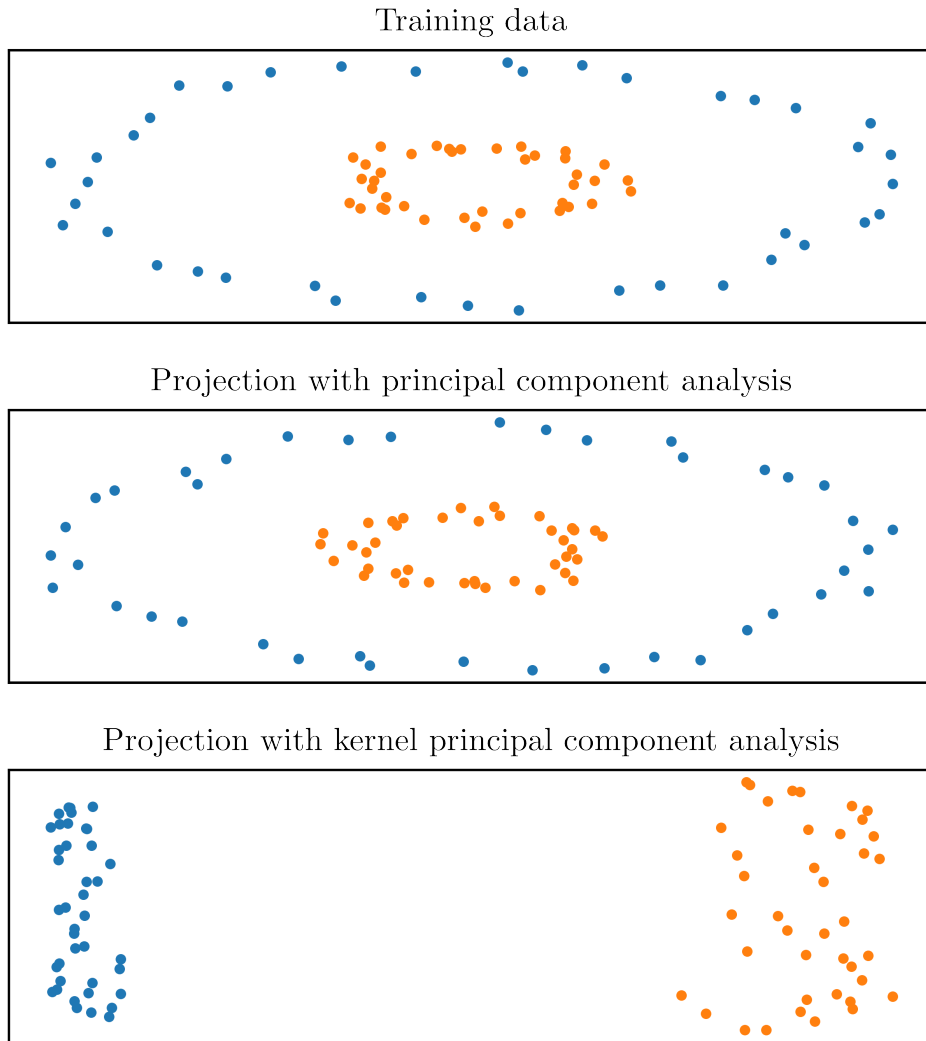 Training data
Projection with principal component analysis
Projection with kernel principal component analysis